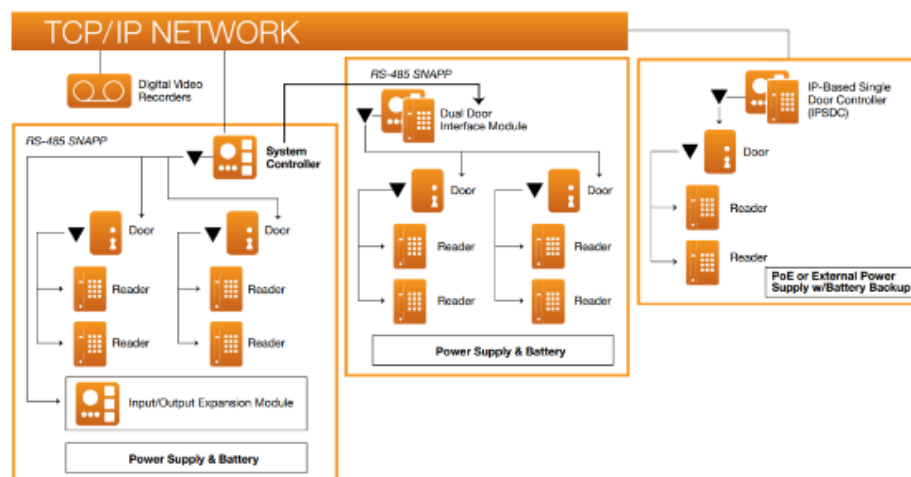 TCP/IP NETWORK
Digital Video
Recorders
RS-485 SNAPP
System
Controller
Door
Door
Reader
Reader
Reader
Reader
Input/Output Expansion Module
Power Supply & Battery
RS-485 SNAPP
Dual Door
Interface Module
Door
Door
Reader
Reader
Reader
Reader
Power Supply & Battery
IP-Based Single
Door Controller
(IPSDC)
Door
Reader
Reader
PoE or External Power
Supply w/Battery Backup